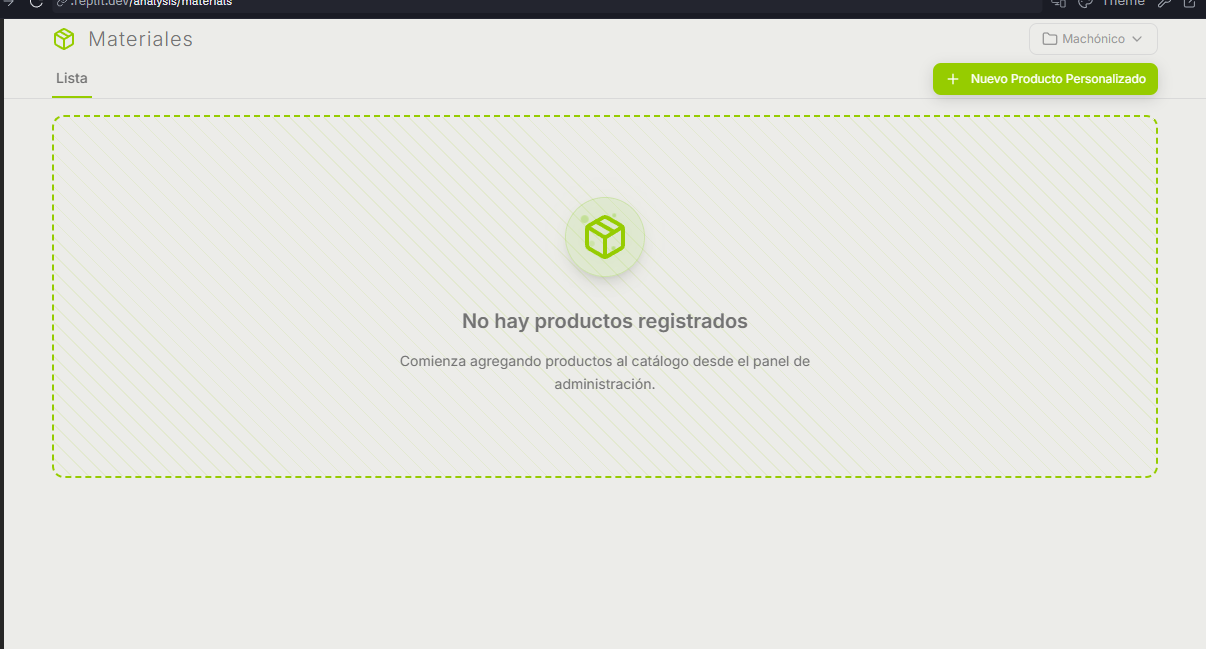 .replit.dev/analysis/materials
Theme
Materiales
Machónico
Lista
Nuevo Producto Personalizado
No hay productos registrados
Comienza agregando productos al catálogo desde el panel de
administración.